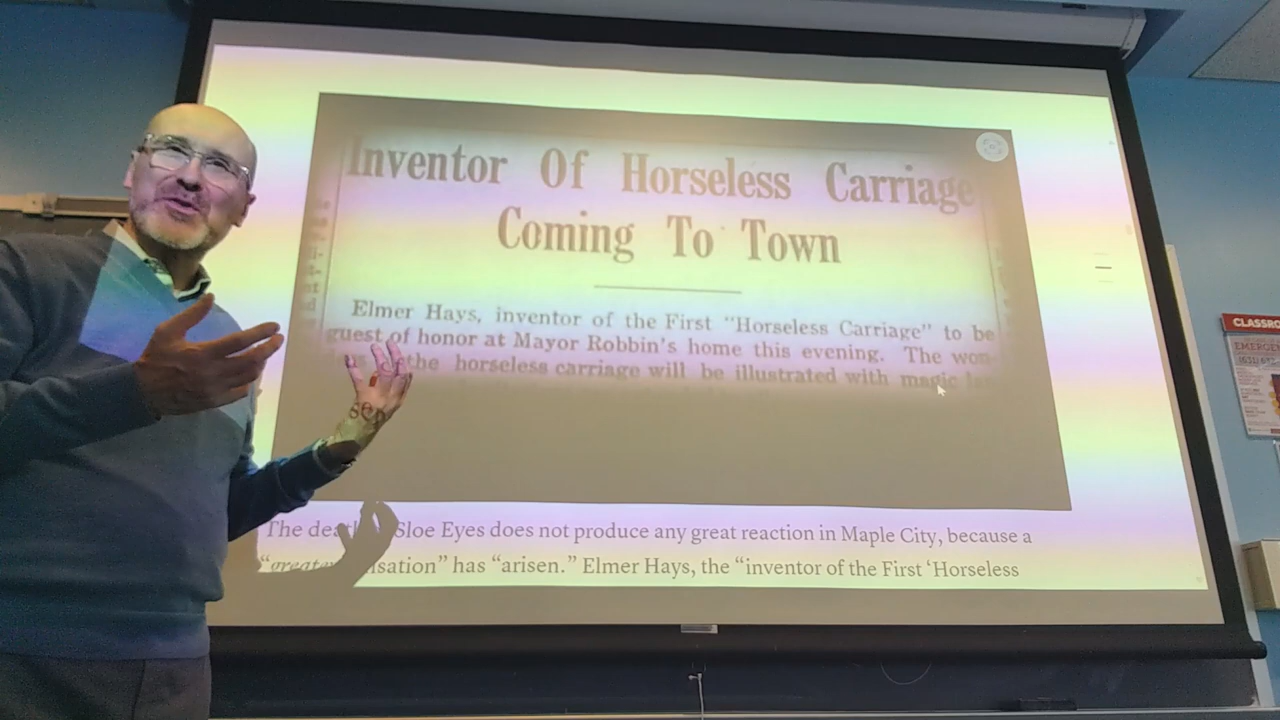 Inventor Of Horseless Carriage
Coming To Town
Elmer Hays, inventor of the First "Horseless Carriage" to be
guest of honor at Mayor Robbin's home this evening. The won-
the horseless carriage will be illustrated with magic
The Sloe Eyes does not produce any great reaction in Maple City, because a
has “arisen.” Elmer Hays, the “inventor of the First ‘Horseless
CLASSRO
EMERGE
(631)